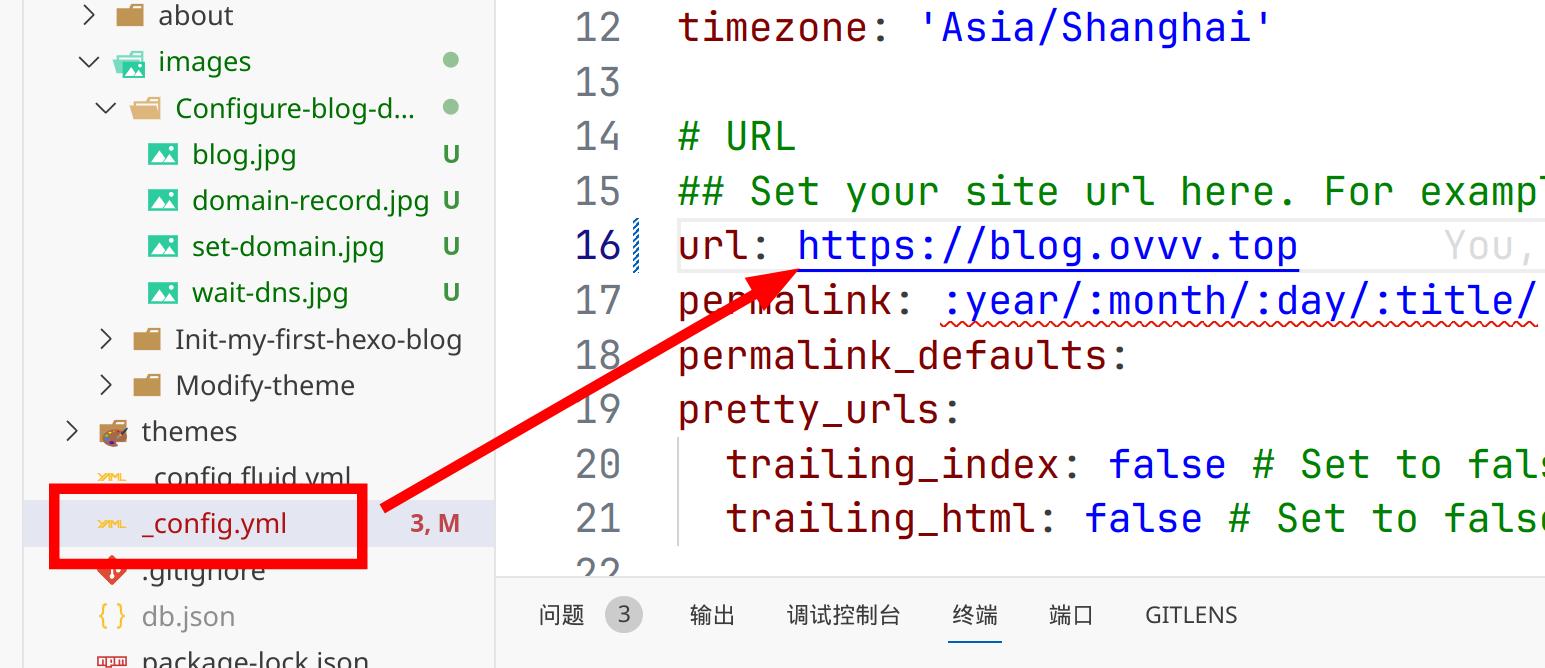 about
images
Configure-blog-d...
blog.jpg U
domain-record.jpg U
set-domain.jpg U
wait-dns.jpg U
Init-my-first-hexo-blog
Modify-theme
themes
_config.fluid.yml
_config.yml 3, M
.gitignore
db.json
package-lock.json
12 timezone: 'Asia/Shanghai'
13
14 # URL
15 ## Set your site url here. For exampl
16 url: https://blog.ovvv.top You,
17 permalink: :year/:month/:day/:title/
18 permalink_defaults:
19 pretty_urls:
20 trailing_index: false # Set to fals
21 trailing_html: false # Set to false
22
问题 3 输出 调试控制台 终端 端口 GITLENS